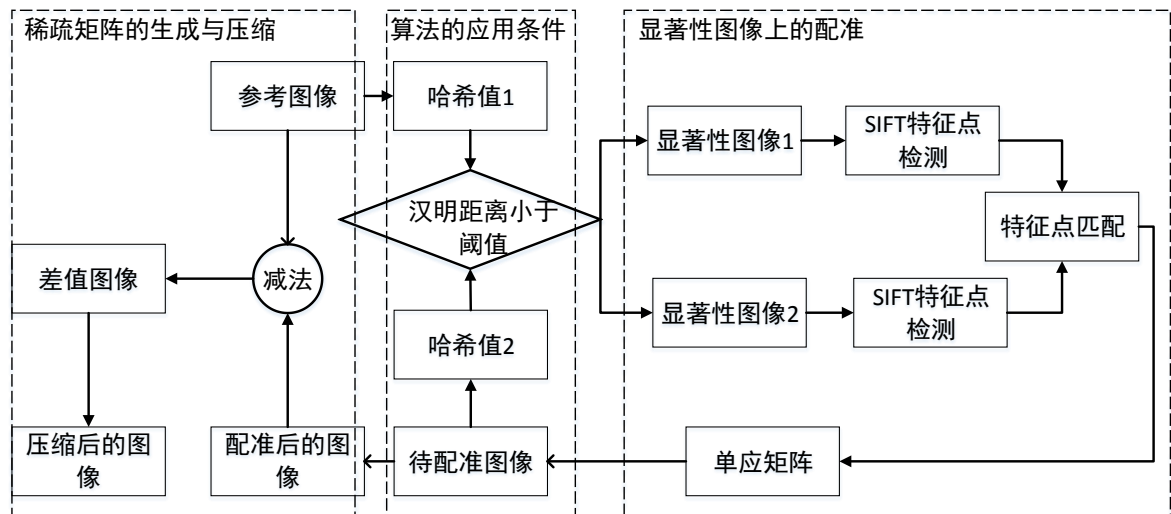 稀疏矩阵的生成与压缩
算法的应用条件
显著性图像上的配准
参考图像
哈希值1
显著性图像1
SIFT特征点
检测
汉明距离小于
阈值
特征点匹配
差值图像
减法
显著性图像2
SIFT特征点
检测
哈希值2
压缩后的图
像
配准后的图
像
待配准图像
单应矩阵